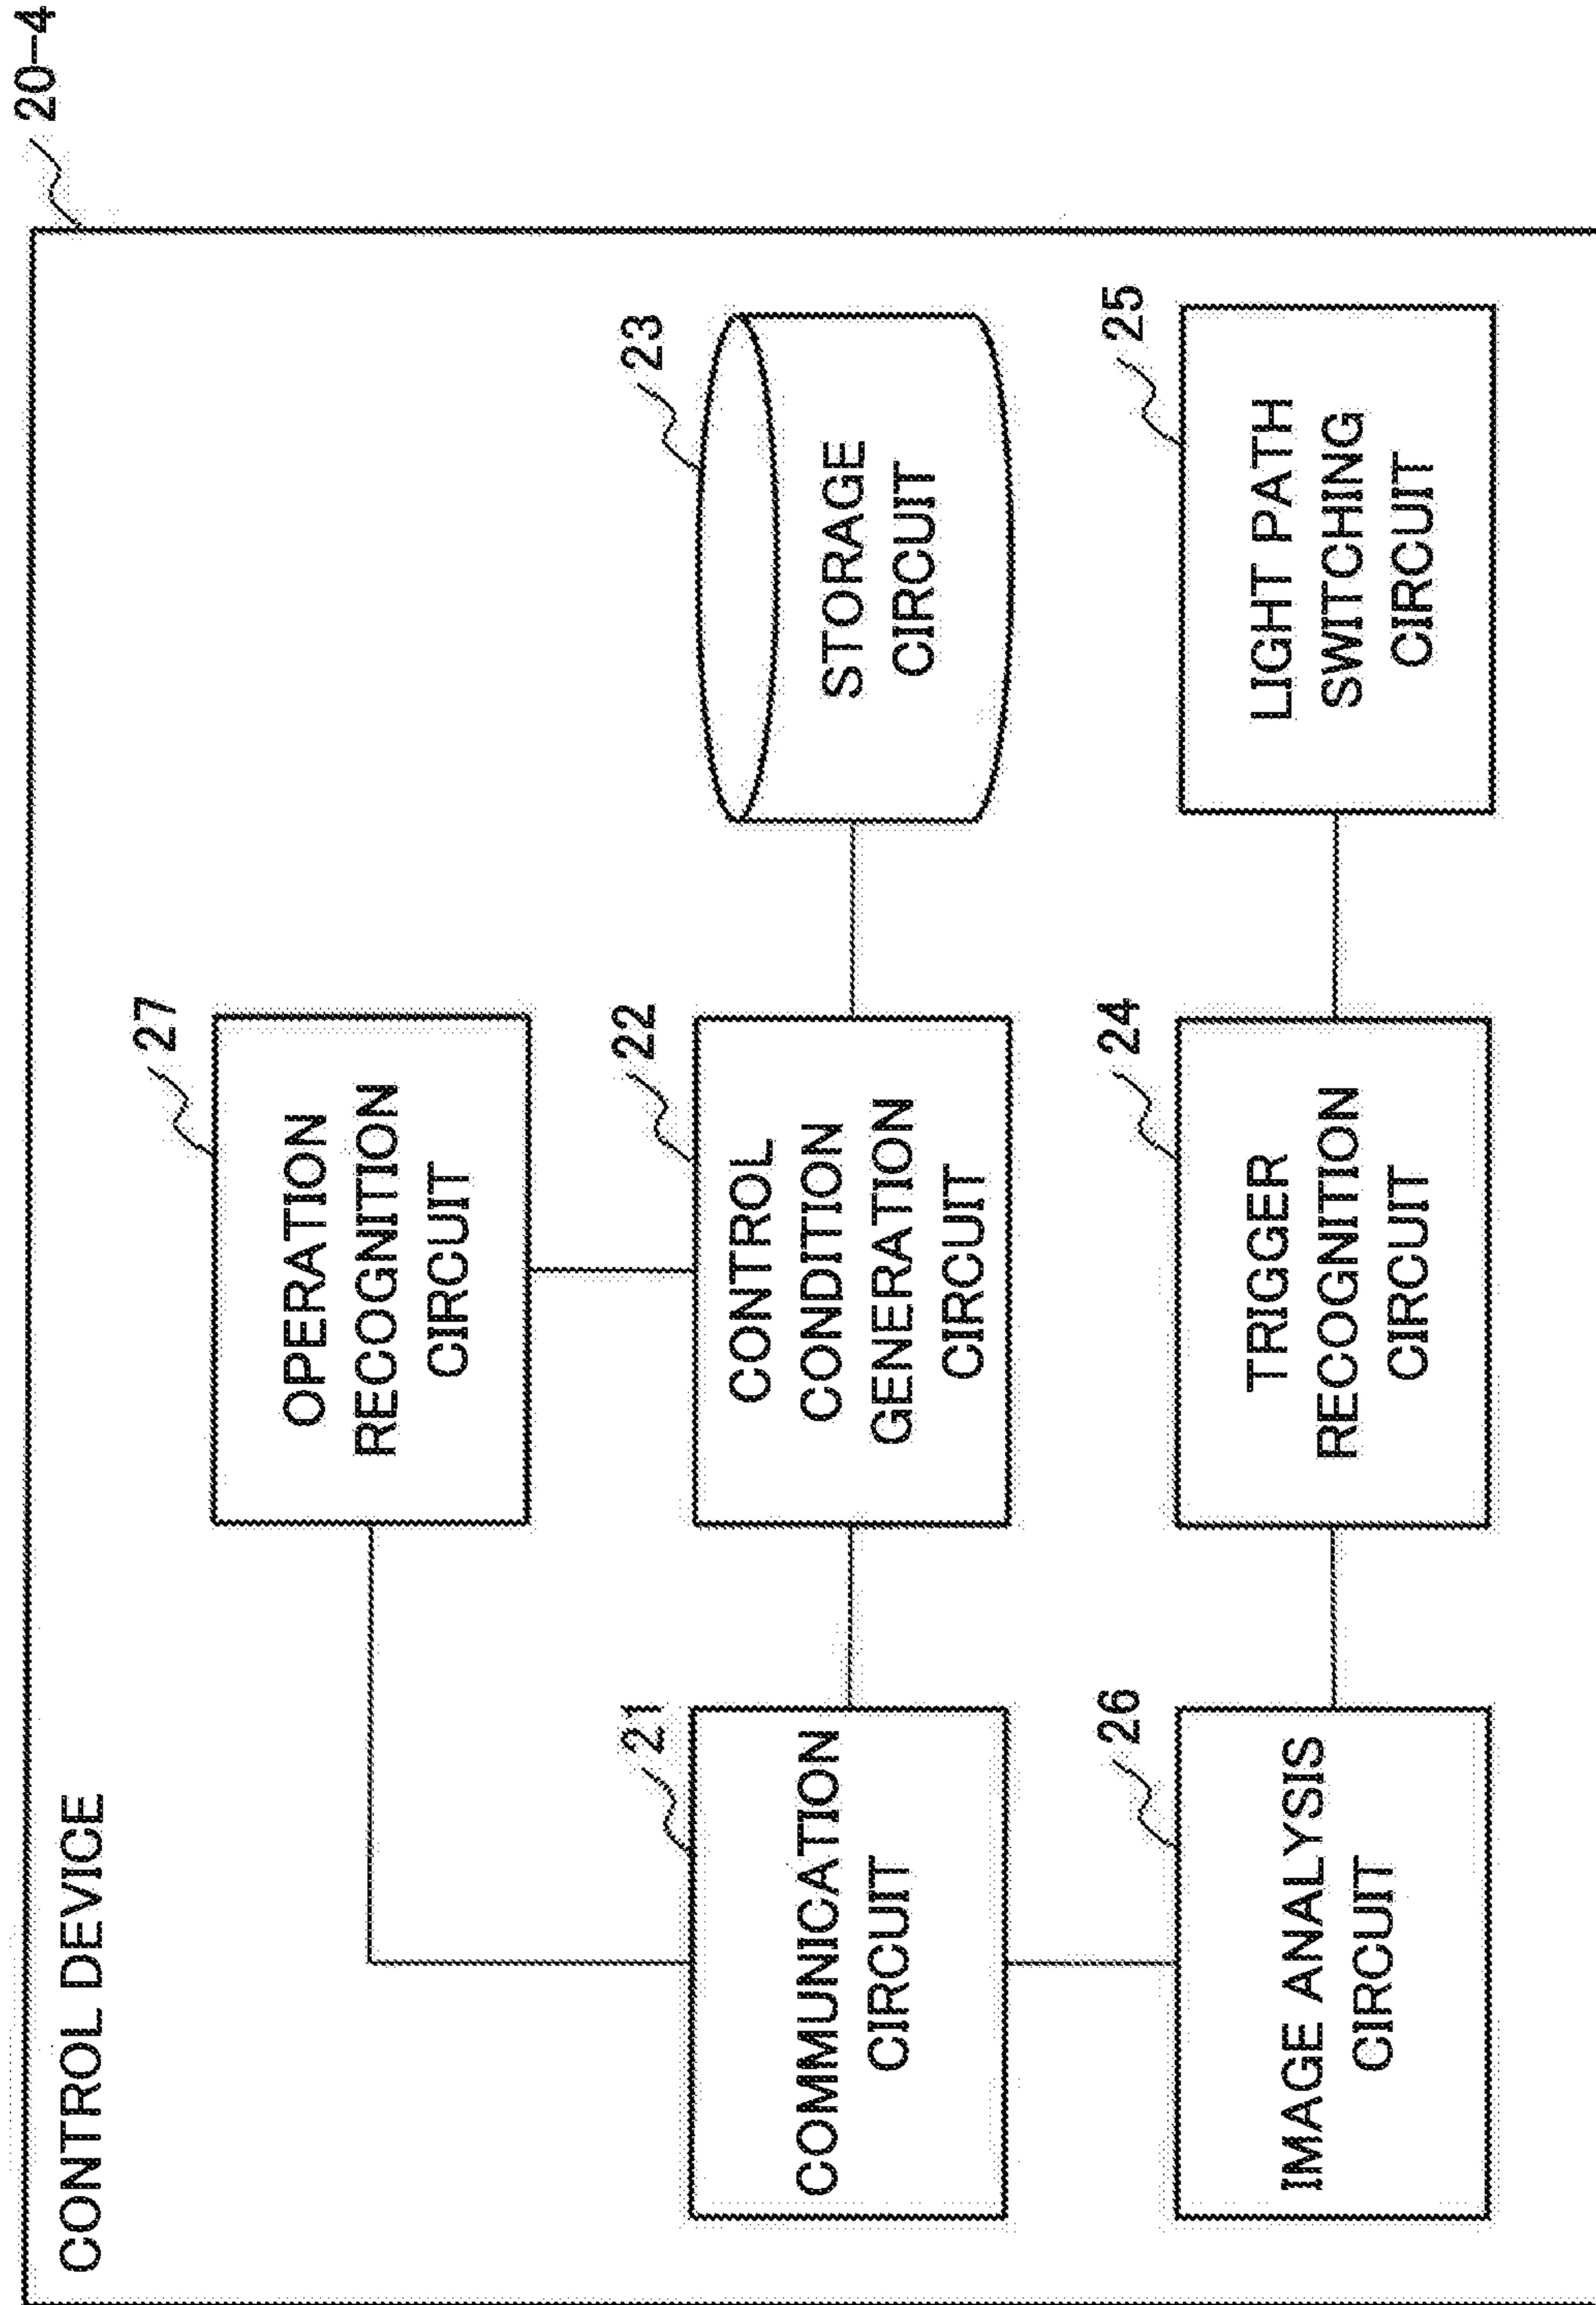 20-4
CONTROL DEVICE
27
OPERATION
RECOGNITION
CIRCUIT
21
COMMUNICATION
CIRCUIT
22
CONTROL
CONDITION
GENERATION
CIRCUIT
23
STORAGE
CIRCUIT
26
IMAGE ANALYSIS
CIRCUIT
24
TRIGGER
RECOGNITION
CIRCUIT
25
LIGHT PATH
SWITCHING
CIRCUIT